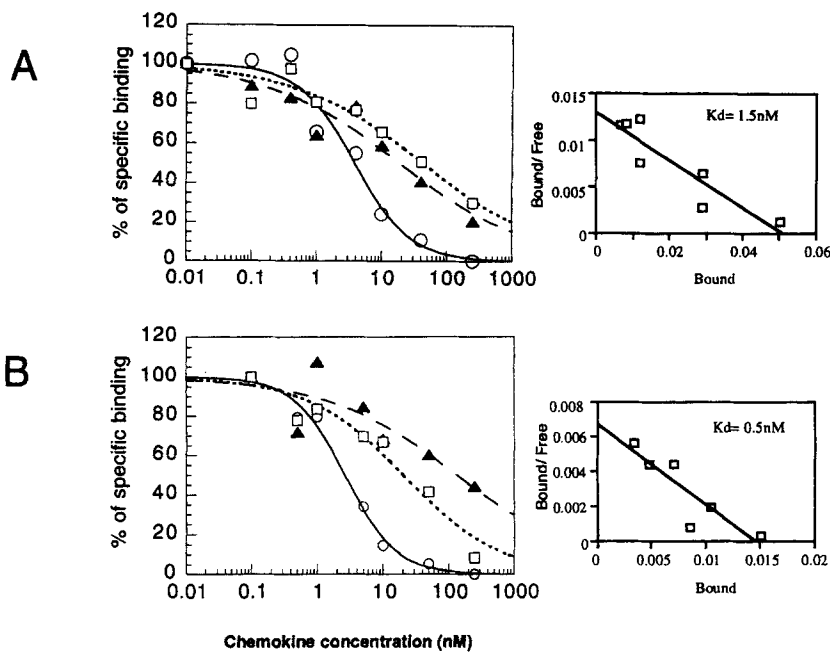 A
120
100
80
60
40
20
0
% of specific binding
0.01 0.1 1 10 100 1000
0.015
0.01
0.005
0
Bound/ Free
Kd= 1.5nM
0 0.02 0.04 0.06
Bound
B
120
100
80
60
40
20
0
% of specific binding
0.01 0.1 1 10 100 1000
Chemokine concentration (nM)
0.008
0.006
0.004
0.002
0
Bound/ Free
Kd= 0.5nM
0 0.005 0.01 0.015 0.02
Bound